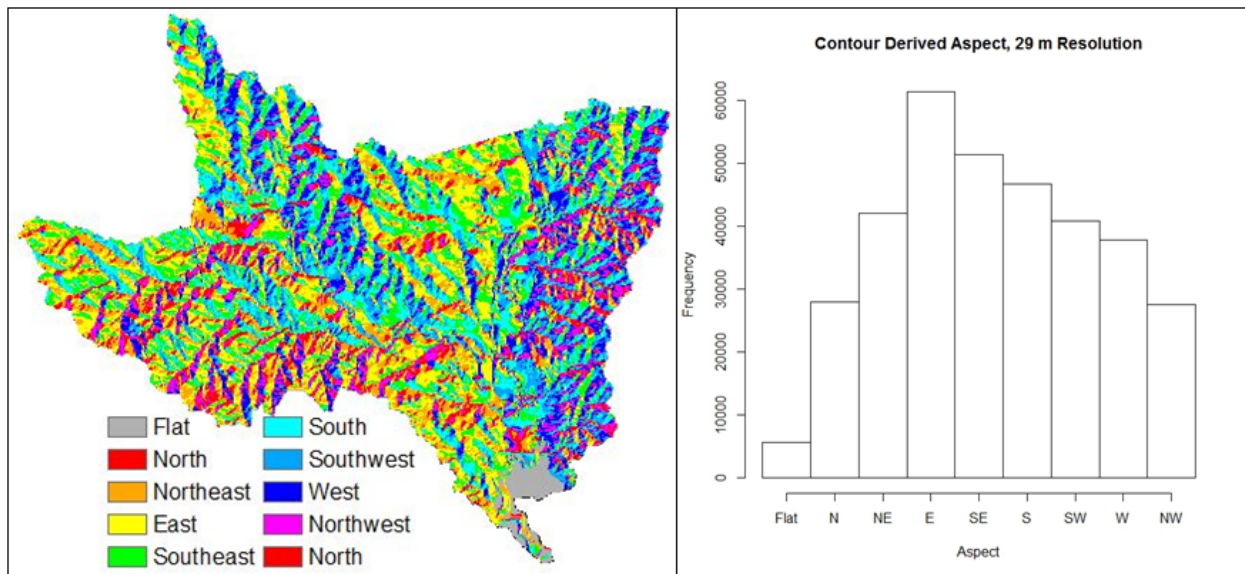 Flat
North
Northeast
East
Southeast
South
Southwest
West
Northwest
North
Contour Derived Aspect, 29 m Resolution
Frequency
60000
50000
40000
30000
20000
10000
0
Flat N NE E SE S SW W NW
Aspect